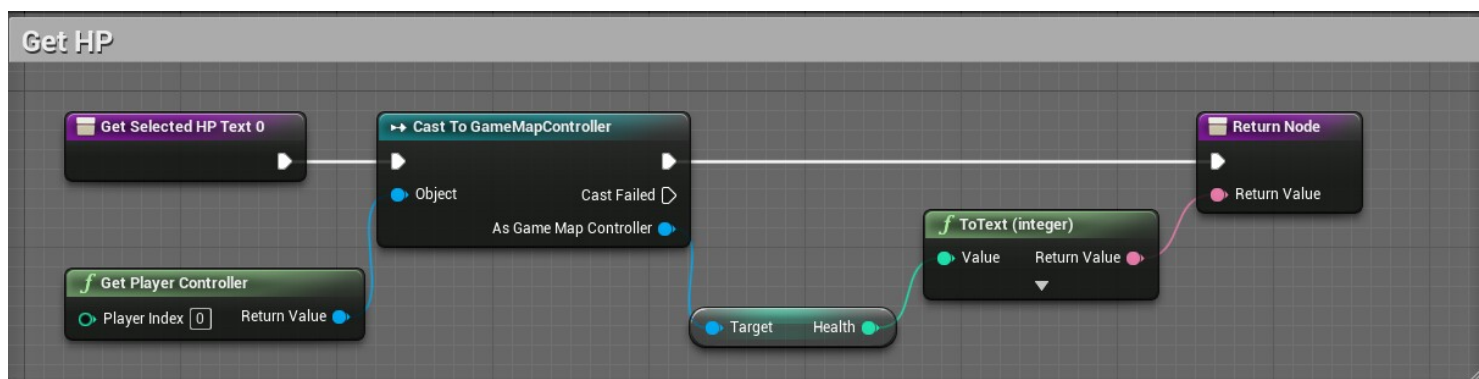 Get HP
Get Selected HP Text 0
Cast To GameMapController
Object
Cast Failed
As Game Map Controller
Return Node
Return Value
f ToText (integer)
Value Return Value
f Get Player Controller
Player Index 0 Return Value
Target Health